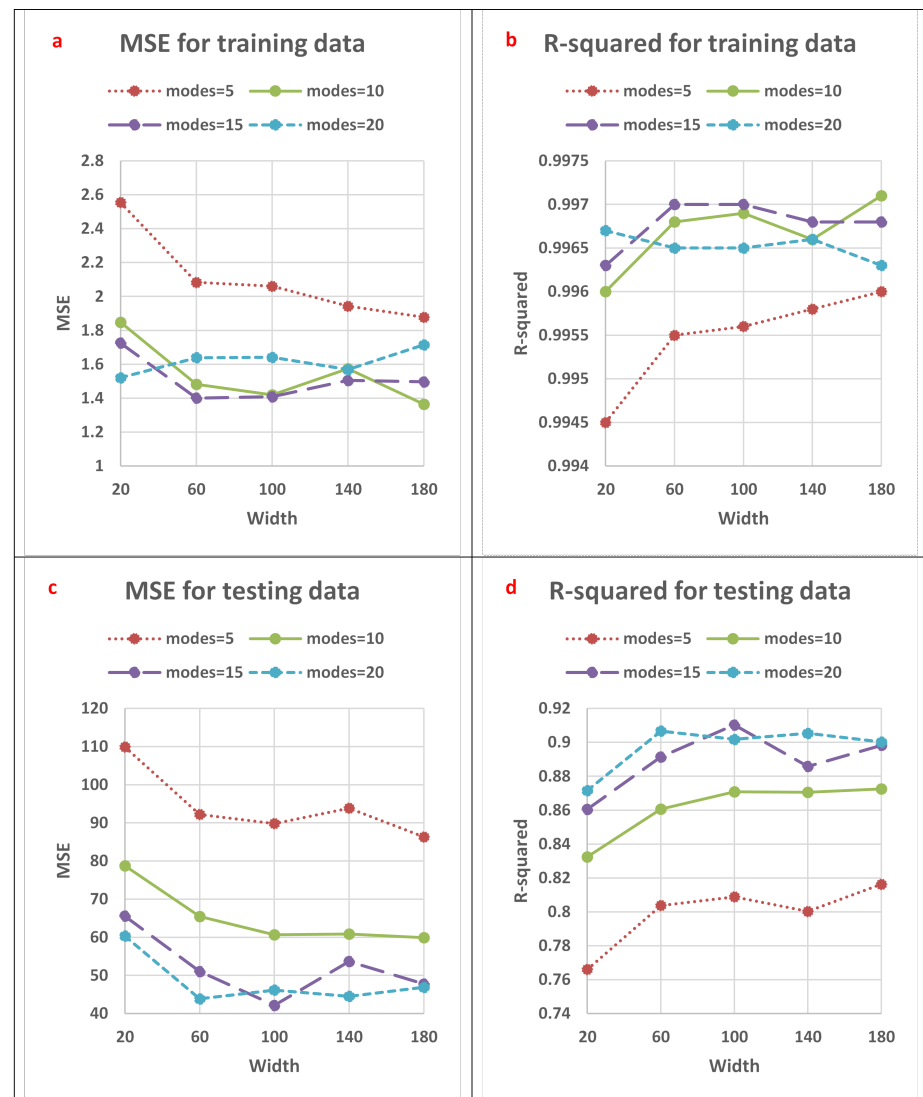 a
MSE for training data
modes=5 modes=10
modes=15 modes=20
2.8
2.6
2.4
2.2
2
1.8
1.6
1.4
1.2
1
MSE
20 60 100 140 180
Width
b
R-squared for training data
modes=5 modes=10
modes=15 modes=20
0.9975
0.997
0.9965
0.996
0.9955
0.995
0.9945
0.994
R-squared
20 60 100 140 180
Width
c
MSE for testing data
modes=5 modes=10
modes=15 modes=20
120
110
100
90
80
70
60
50
40
MSE
20 60 100 140 180
Width
d
R-squared for testing data
modes=5 modes=10
modes=15 modes=20
0.92
0.9
0.88
0.86
0.84
0.82
0.8
0.78
0.76
0.74
R-squared
20 60 100 140 180
Width